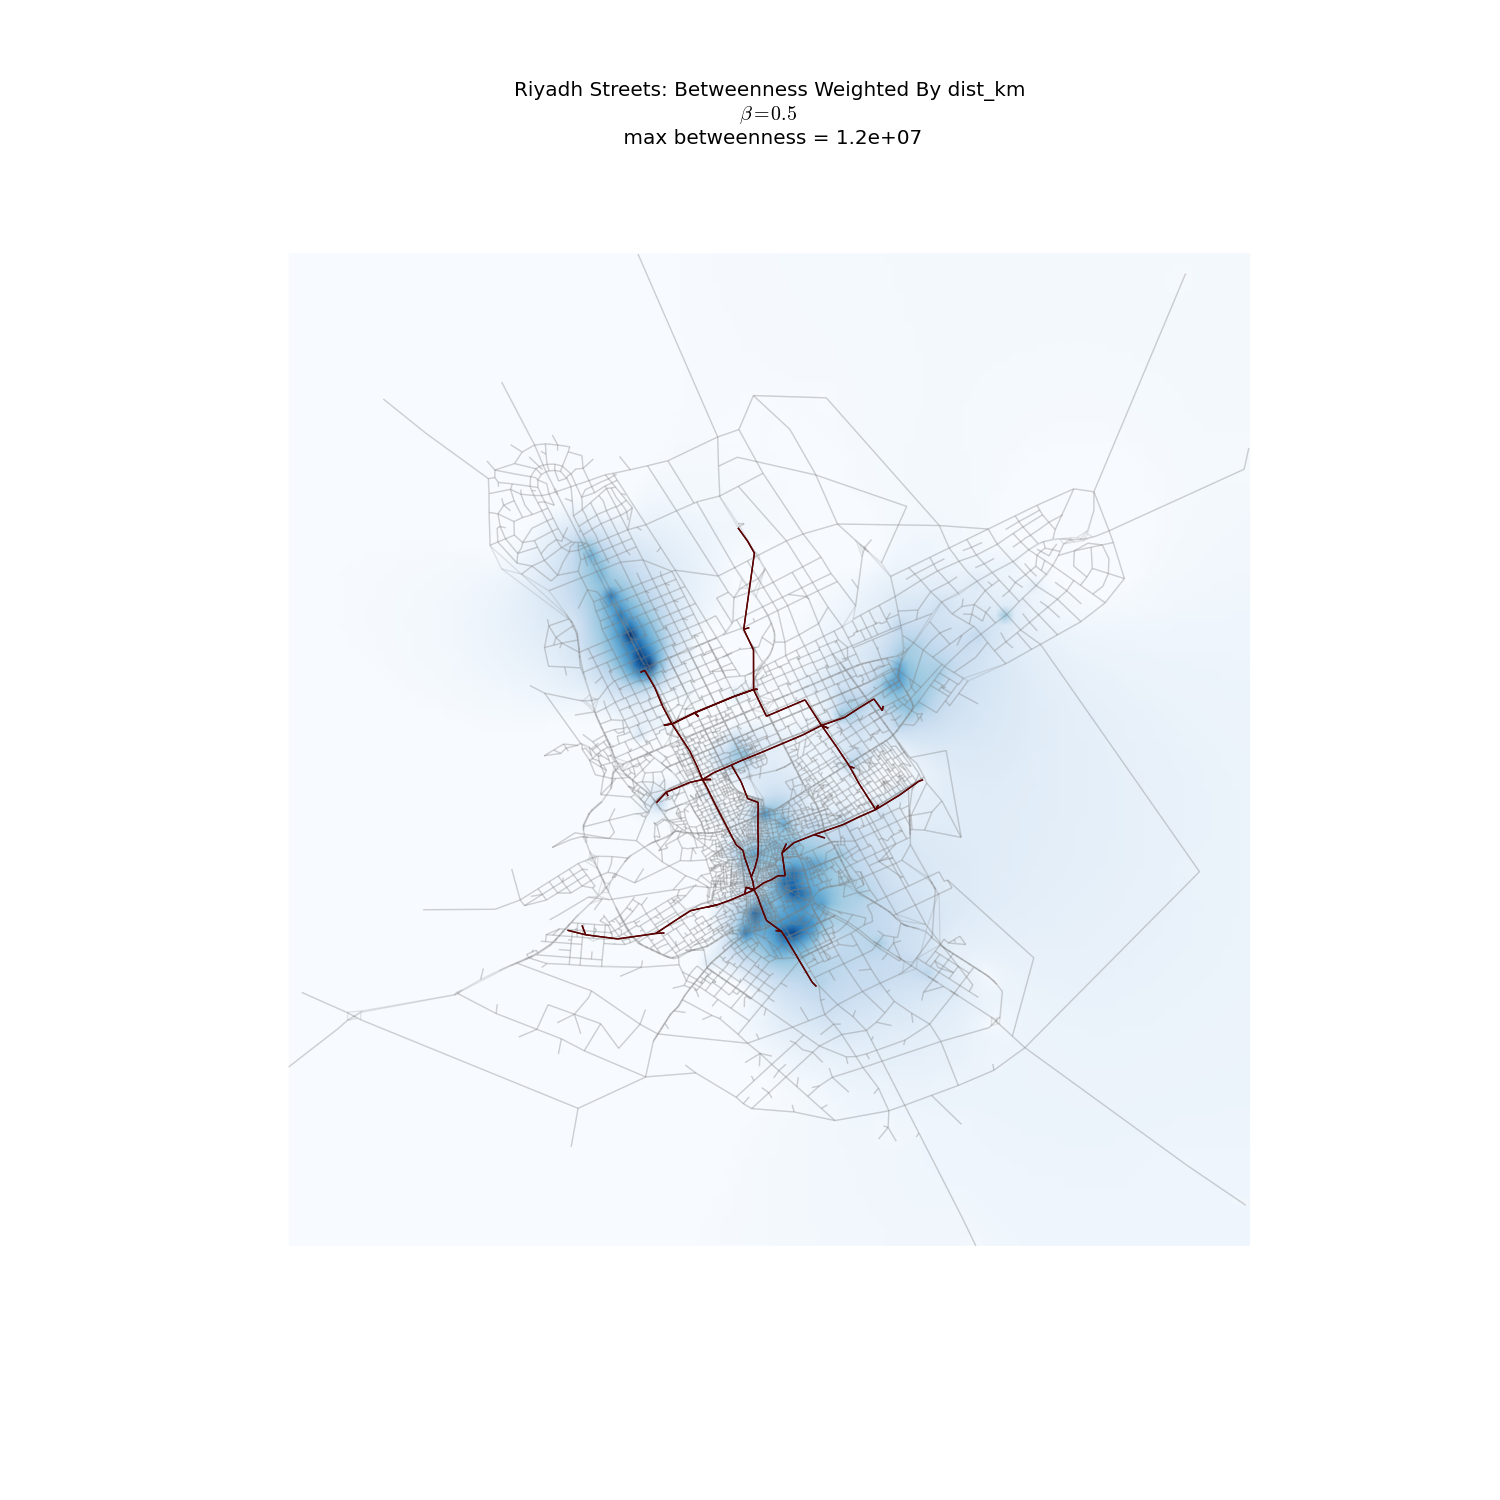 Riyadh Streets: Betweenness Weighted By dist_km
β=0.5
max betweenness = 1.2e+07